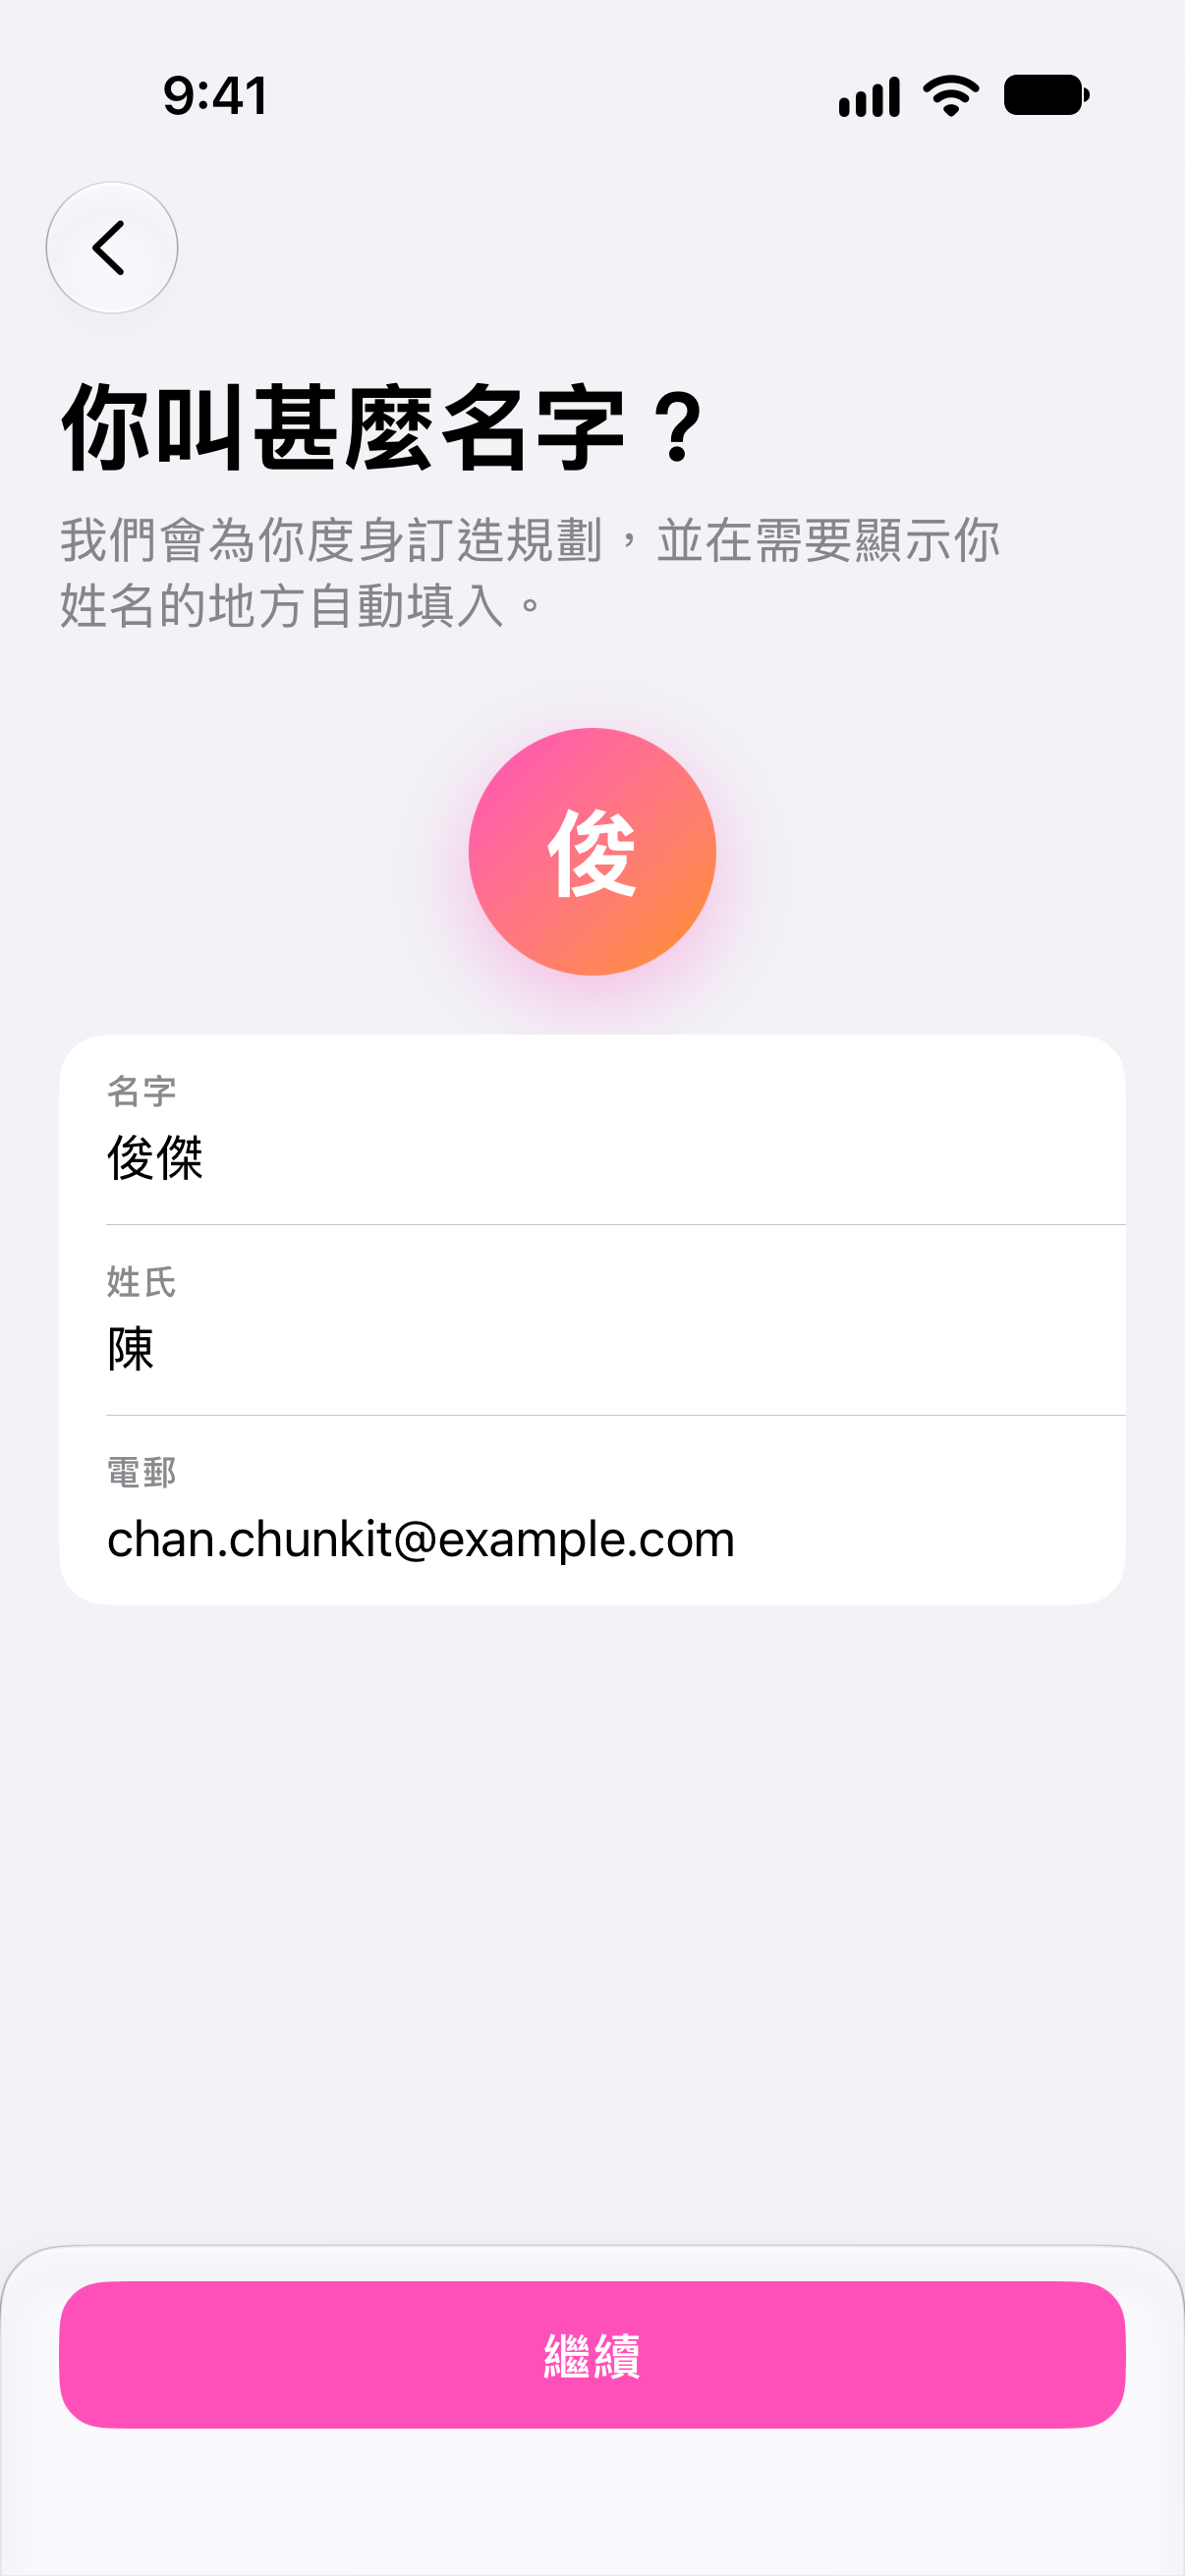 9:41
你叫甚麼名字？
我們會為你度身訂造規劃，並在需要顯示你
姓名的地方自動填入。
俊
名字
俊傑
姓氏
陳
電郵
chan.chunkit@example.com
繼續